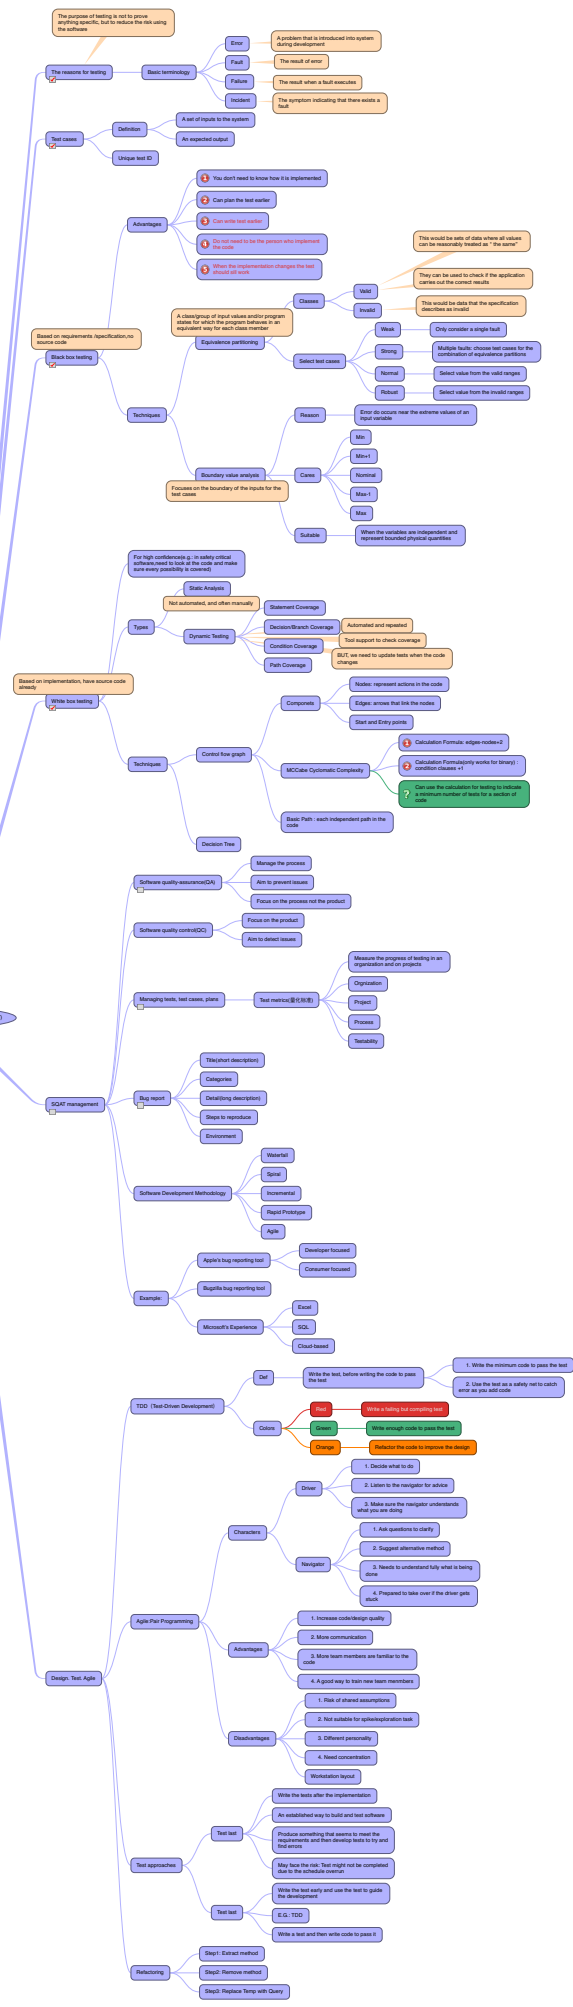 The purpose of testing is not to prove
anything specific, but to reduce the risk using
the software
The reasons for testing
Basic terminology
Error
A problem that is introduced into system
during development
Fault
The result of error
Failure
The result when a fault executes
Incident
The symptom indicating that there exists a
fault
Test cases
Definition
A set of inputs to the system
An expected output
Unique test ID
Advantages
1 You don't need to know how it is implemented
2 Can plan the test earlier
3 Can write test earlier
4 Do not need to be the person who implement
the code
5 When the implementation changes the test
should still work
This would be sets of data where all values
can be reasonably treated as " the same"
They can be used to check if the application
carries out the correct results
This would be data that the specification
describes as invalid
Classes
Valid
Invalid
A class/group of input values and/or program
states for which the program behaves in an
equivalent way for each class member
Equivalence partitioning
Select test cases
Weak
Only consider a single fault
Strong
Multiple faults: choose test cases for the
combination of equivalence partitions
Normal
Select value from the valid ranges
Robust
Select value from the invalid ranges
Based on requirements /specification,no
source code
Black box testing
Techniques
Reason
Error do occurs near the extreme values of an
input variable
Boundary value analysis
Focuses on the boundary of the inputs for the
test cases
Cares
Min
Min+1
Nominal
Max-1
Max
Suitable
When the variables are independent and
represent bounded physical quantities
For high confidence(e.g.: in safety critical
software,need to look at the code and make
sure every possibility is covered)
Static Analysis
Not automated, and often manually
Types
Dynamic Testing
Statement Coverage
Decision/Branch Coverage
Condition Coverage
Path Coverage
Automated and repeated
Tool support to check coverage
BUT, we need to update tests when the code
changes
Based on implementation, have source code
already
White box testing
Techniques
Control flow graph
Componets
Nodes: represent actions in the code
Edges: arrows that link the nodes
Start and Entry points
MCCabe Cyclomatic Complexity
1 Calculation Formula: edges-nodes+2
2 Calculation Formula(only works for binary) :
condition clauses +1
? Can use the calculation for testing to indicate
a minimum number of tests for a section of
code
Basic Path : each independent path in the
code
Decision Tree
Software quality-assurance(QA)
Manage the process
Aim to prevent issues
Focus on the process not the product
Software quality control(QC)
Focus on the product
Aim to detect issues
Managing tests, test cases, plans
Test metrics(量化标准)
Measure the progress of testing in an
organization and on projects
Orgnization
Project
Process
Testability
SQAT management
Bug report
Title(short description)
Categories
Detail(long description)
Steps to reproduce
Environment
Software Development Methodology
Waterfall
Spiral
Incremental
Rapid Prototype
Agile
Example:
Apple's bug reporting tool
Developer focused
Consumer focused
Bugzilla bug reporting tool
Microsoft's Experience
Excel
SQL
Cloud-based
TDD（Test-Driven Development）
Def
Write the test, before writing the code to pass
the test
1. Write the minimum code to pass the test
2. Use the test as a safety net to catch
error as you add code
Colors
Red
Write a failing but compiling test
Green
Write enough code to pass the test
Orange
Refactor the code to improve the design
Design. Test. Agile
Agile:Pair Programming
Characters
Driver
1. Decide what to do
2. Listen to the navigator for advice
3. Make sure the navigator understands
what you are doing
Navigator
1. Ask questions to clarify
2. Suggest alternative method
3. Needs to understand fully what is being
done
4. Prepared to take over if the driver gets
stuck
Advantages
1. Increase code/design quality
2. More communication
3. More team members are familiar to the
code
4. A good way to train new menmbers
Disadvantages
1. Risk of shared assumptions
2. Not suitable for spike/exploration task
3. Different personality
4. Need concentration
Workstation layout
Test approaches
Test last
Write the tests after the implementation
An established way to build and test software
Produce something that seems to meet the
requirements and then develop tests to try and
find errors
May face the risk: Test might not be completed
due to the schedule overrun
Test last
Write the test early and use the test to guide
the development
E.G.: TDD
Write a test and then write code to pass it
Refactoring
Step1: Extract method
Step2: Remove method
Step3: Replace Temp with Query